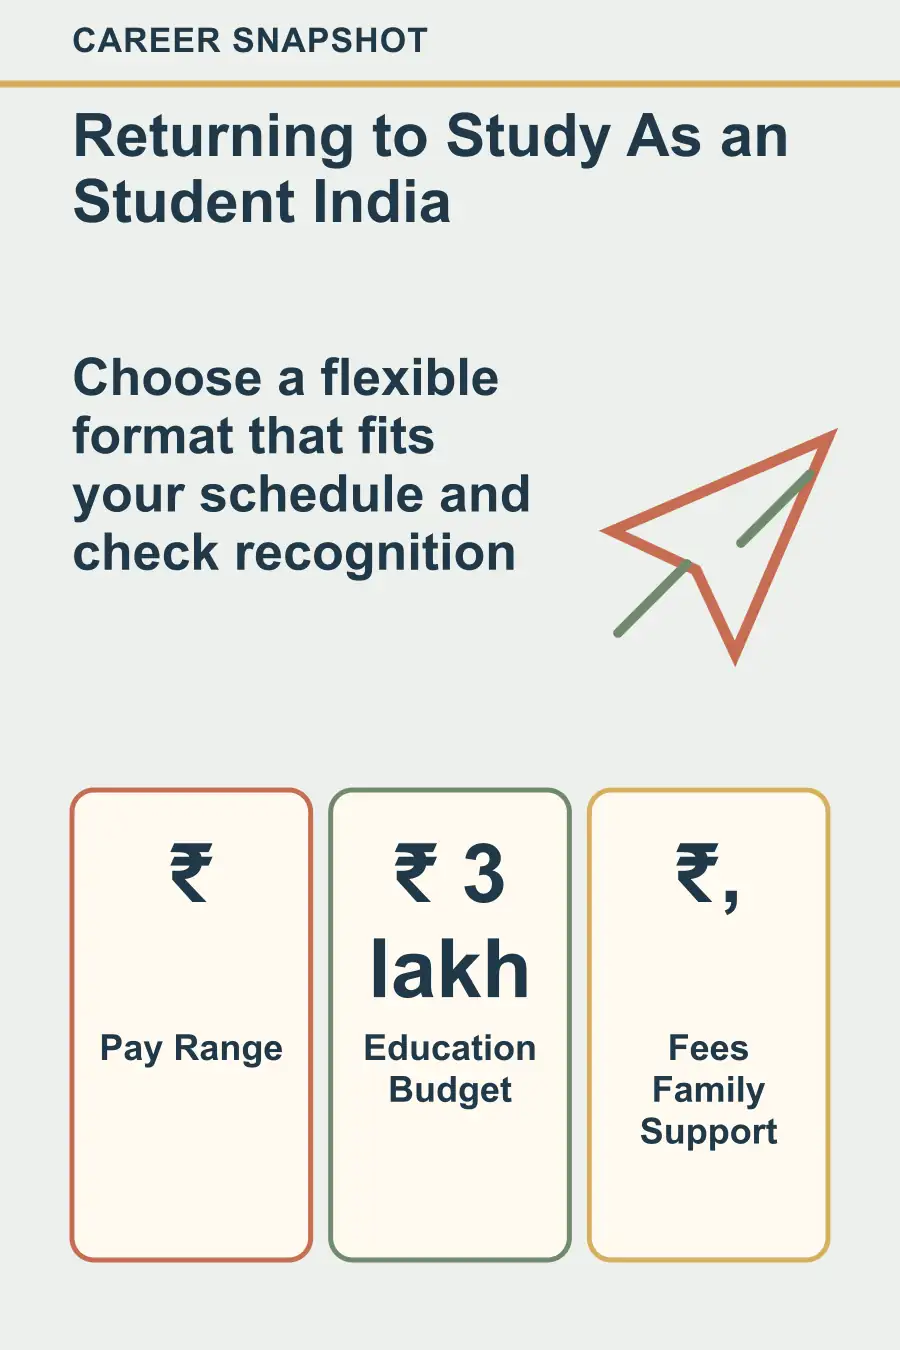 CAREER SNAPSHOT
Returning to Study As an
Student India
Choose a flexible
format that fits
your schedule and
check recognition
₹
Pay Range
₹ 3
lakh
Education
Budget
₹,
Fees
Family
Support